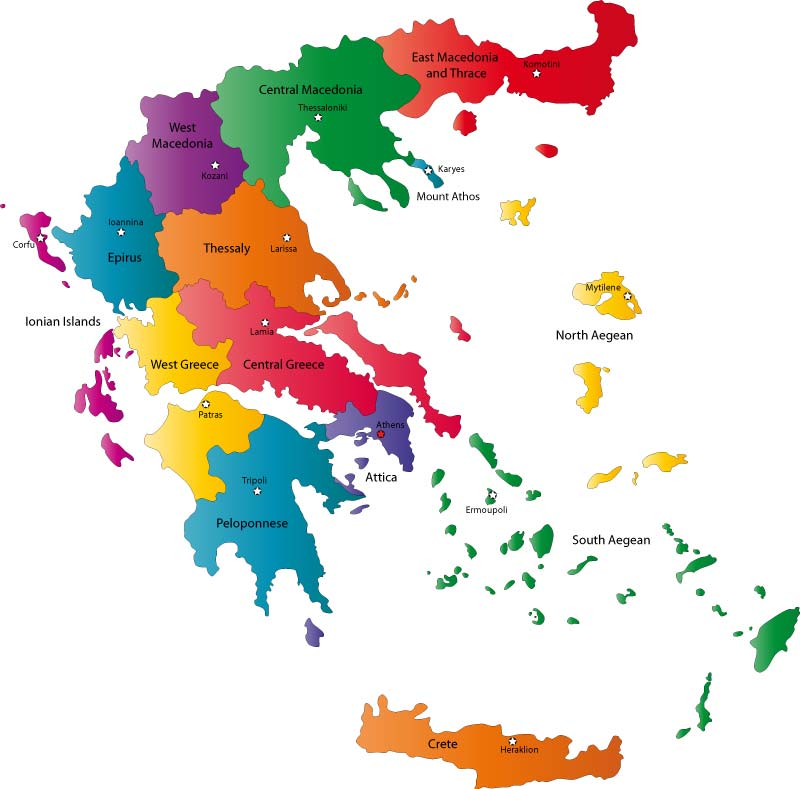 East Macedonia
and Thrace
Komotini
Central Macedonia
Thessaloniki
West
Macedonia
Kozani
Karyes
Mount Athos
Ioannina
Corfu
Epirus
Thessaly
Larissa
Mytilene
Ionian Islands
Lamia
North Aegean
West Greece
Central Greece
Patras
Athens
Attica
Tripoli
Ermoupoli
Peloponnese
South Aegean
Crete
Heraklion